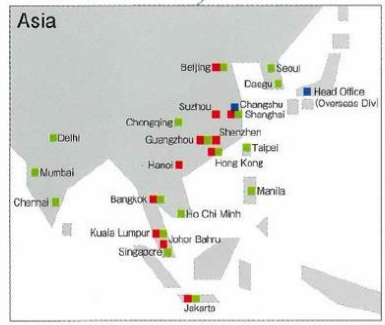 Asia
Beijing
Seoul
Daegu
Head Office
(Overseas Div)
Suzhou
Changshu
Shanghai
Chongqing
Shenzhen
Guangzhou
Delhi
Taipei
Hong Kong
Hanoi
Mumbai
Manila
Chennai
Bangkok
Ho Chi Minh
Kuala Lumpur
Johor Bahru
Singapore
Jakarta